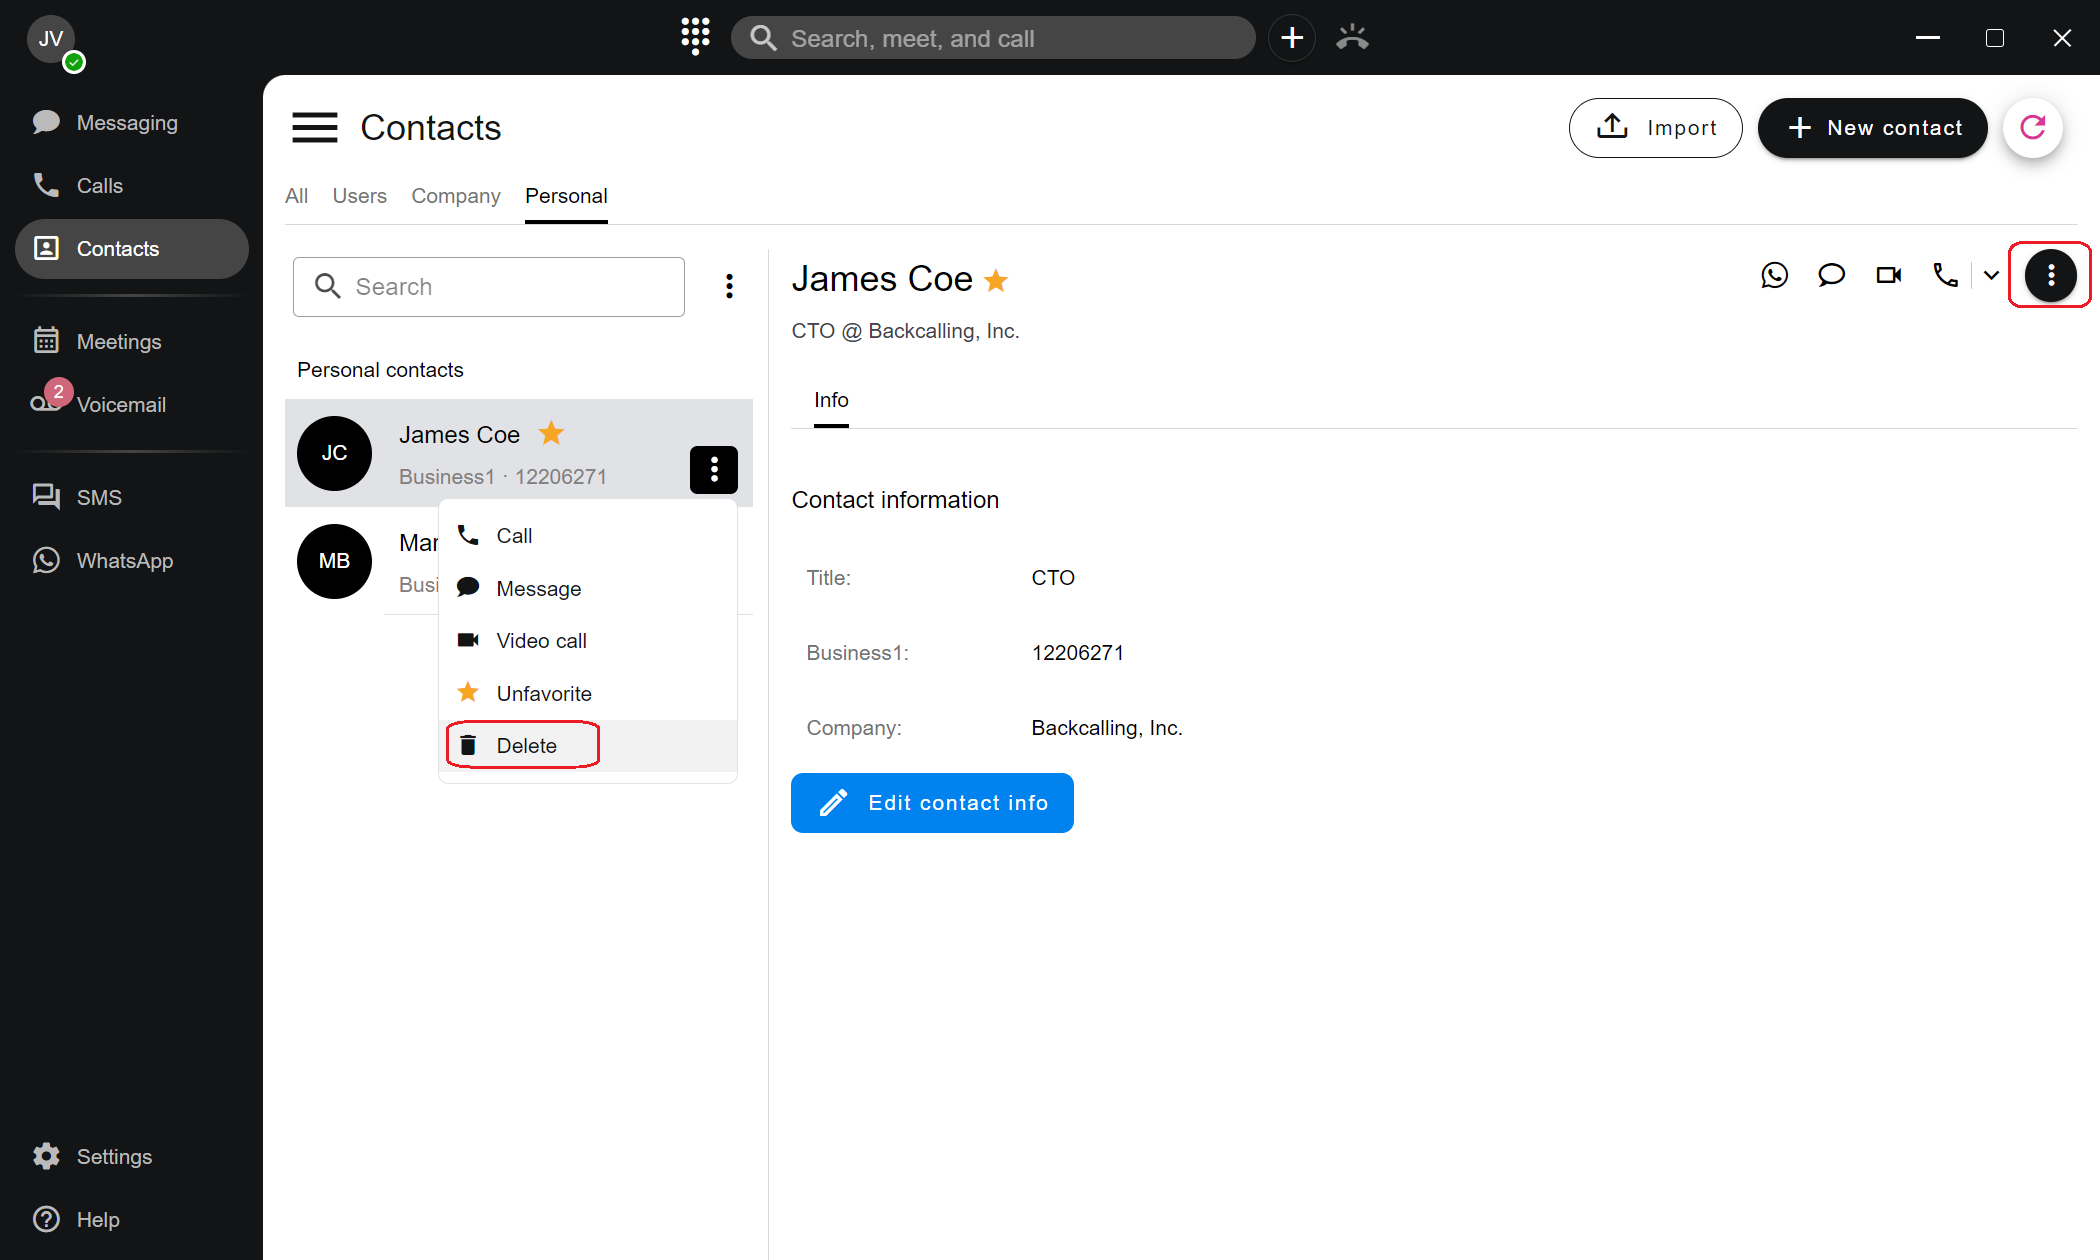 JV
Search, meet, and call
Messaging
Calls
Contacts
Meetings
2
Voicemail
SMS
WhatsApp
Settings
Help
Contacts
Import
New contact
All Users Company Personal
Search
Personal contacts
JC
James Coe
Business1 · 12206271
MB
Call
Message
Video call
Unfavorite
Delete
James Coe
CTO @ Backcalling, Inc.
Info
Contact information
Title: CTO
Business1: 12206271
Company: Backcalling, Inc.
Edit contact info